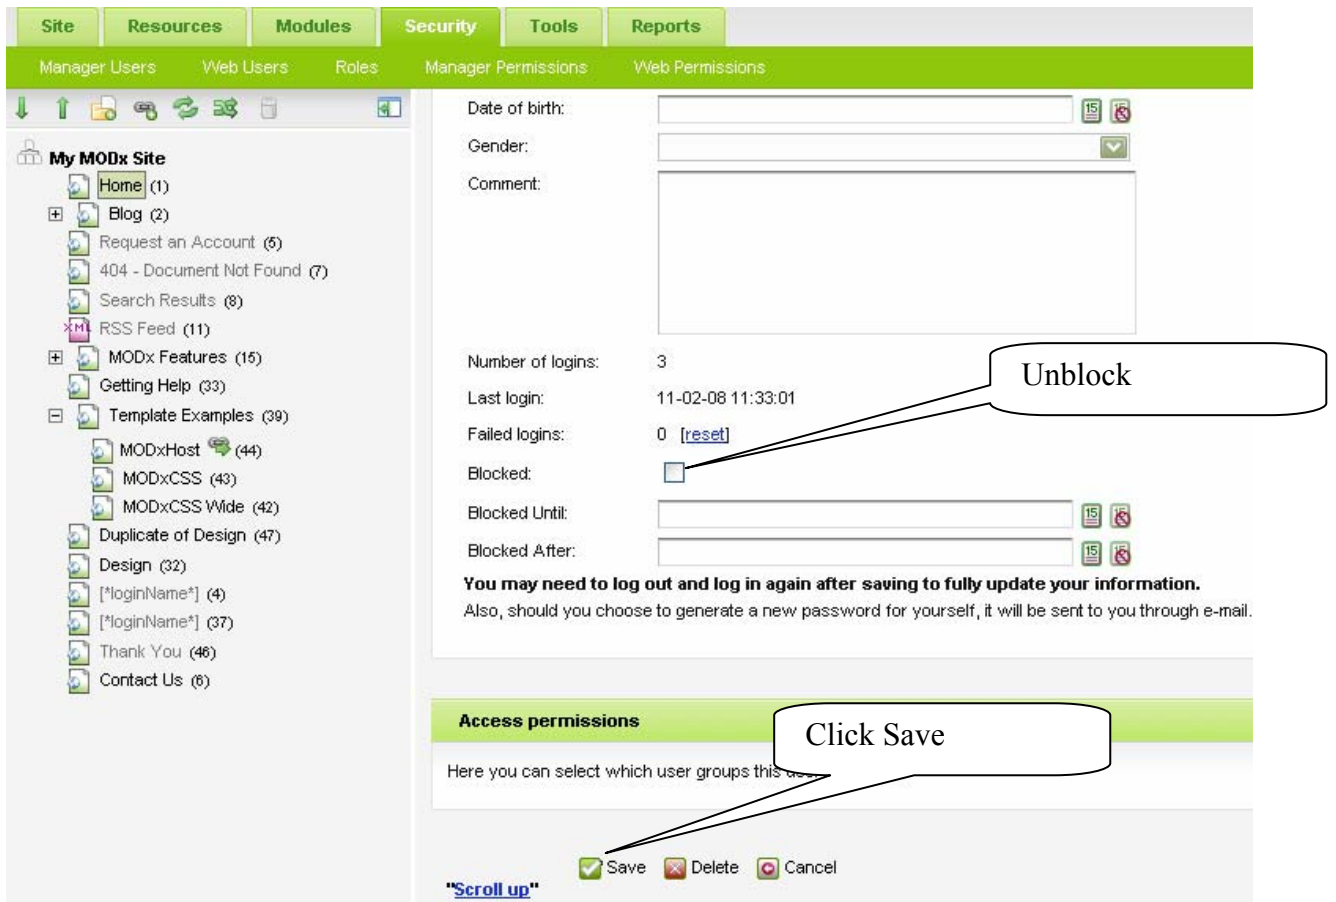 Site Resources Modules Security Tools Reports
Manager Users Web Users Roles Manager Permissions Web Permissions
My MODx Site
Home (1)
Blog (2)
Request an Account (5)
404 - Document Not Found (7)
Search Results (8)
XML RSS Feed (11)
MODx Features (15)
Getting Help (33)
Template Examples (39)
MODxHost (44)
MODxCSS (43)
MODxCSS Wide (42)
Duplicate of Design (47)
Design (32)
[*loginName*] (4)
[*loginName*] (37)
Thank You (46)
Contact Us (6)
Date of birth: 15
Gender:
Comment:
Number of logins: 3
Unblock
Last login: 11-02-08 11:33:01
Failed logins: 0 [reset]
Blocked:
Blocked Until: 15
Blocked After: 15
You may need to log out and log in again after saving to fully update your information.
Also, should you choose to generate a new password for yourself, it will be sent to you through e-mail.
Access permissions
Click Save
Here you can select which user groups this
Save Delete Cancel
"Scroll up"